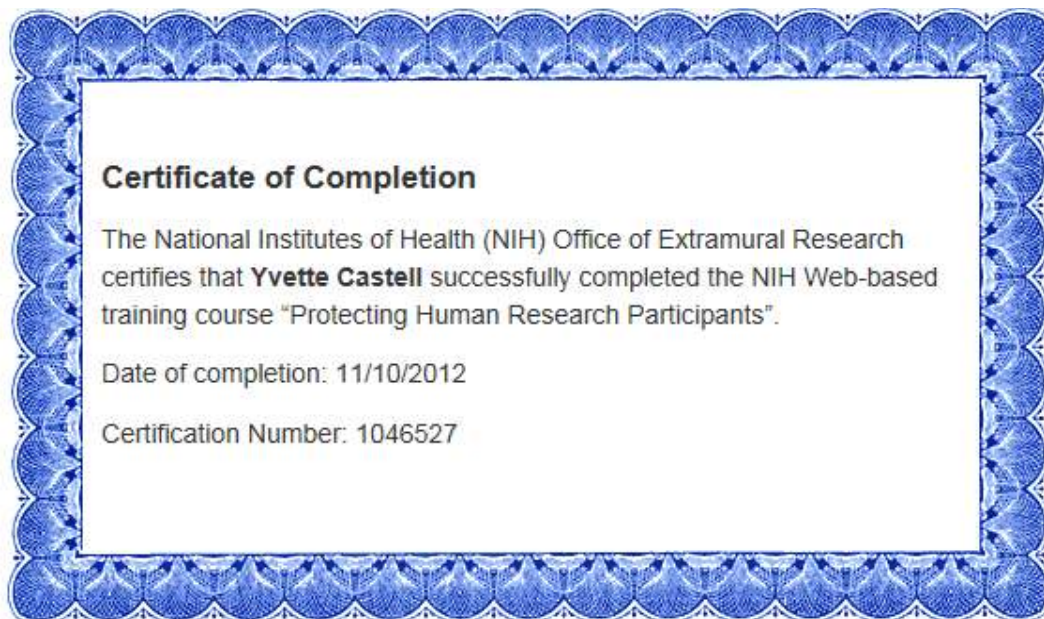 Certificate of Completion
The National Institutes of Health (NIH) Office of Extramural Research
certifies that Yvette Castell successfully completed the NIH Web-based
training course “Protecting Human Research Participants”.
Date of completion: 11/10/2012
Certification Number: 1046527